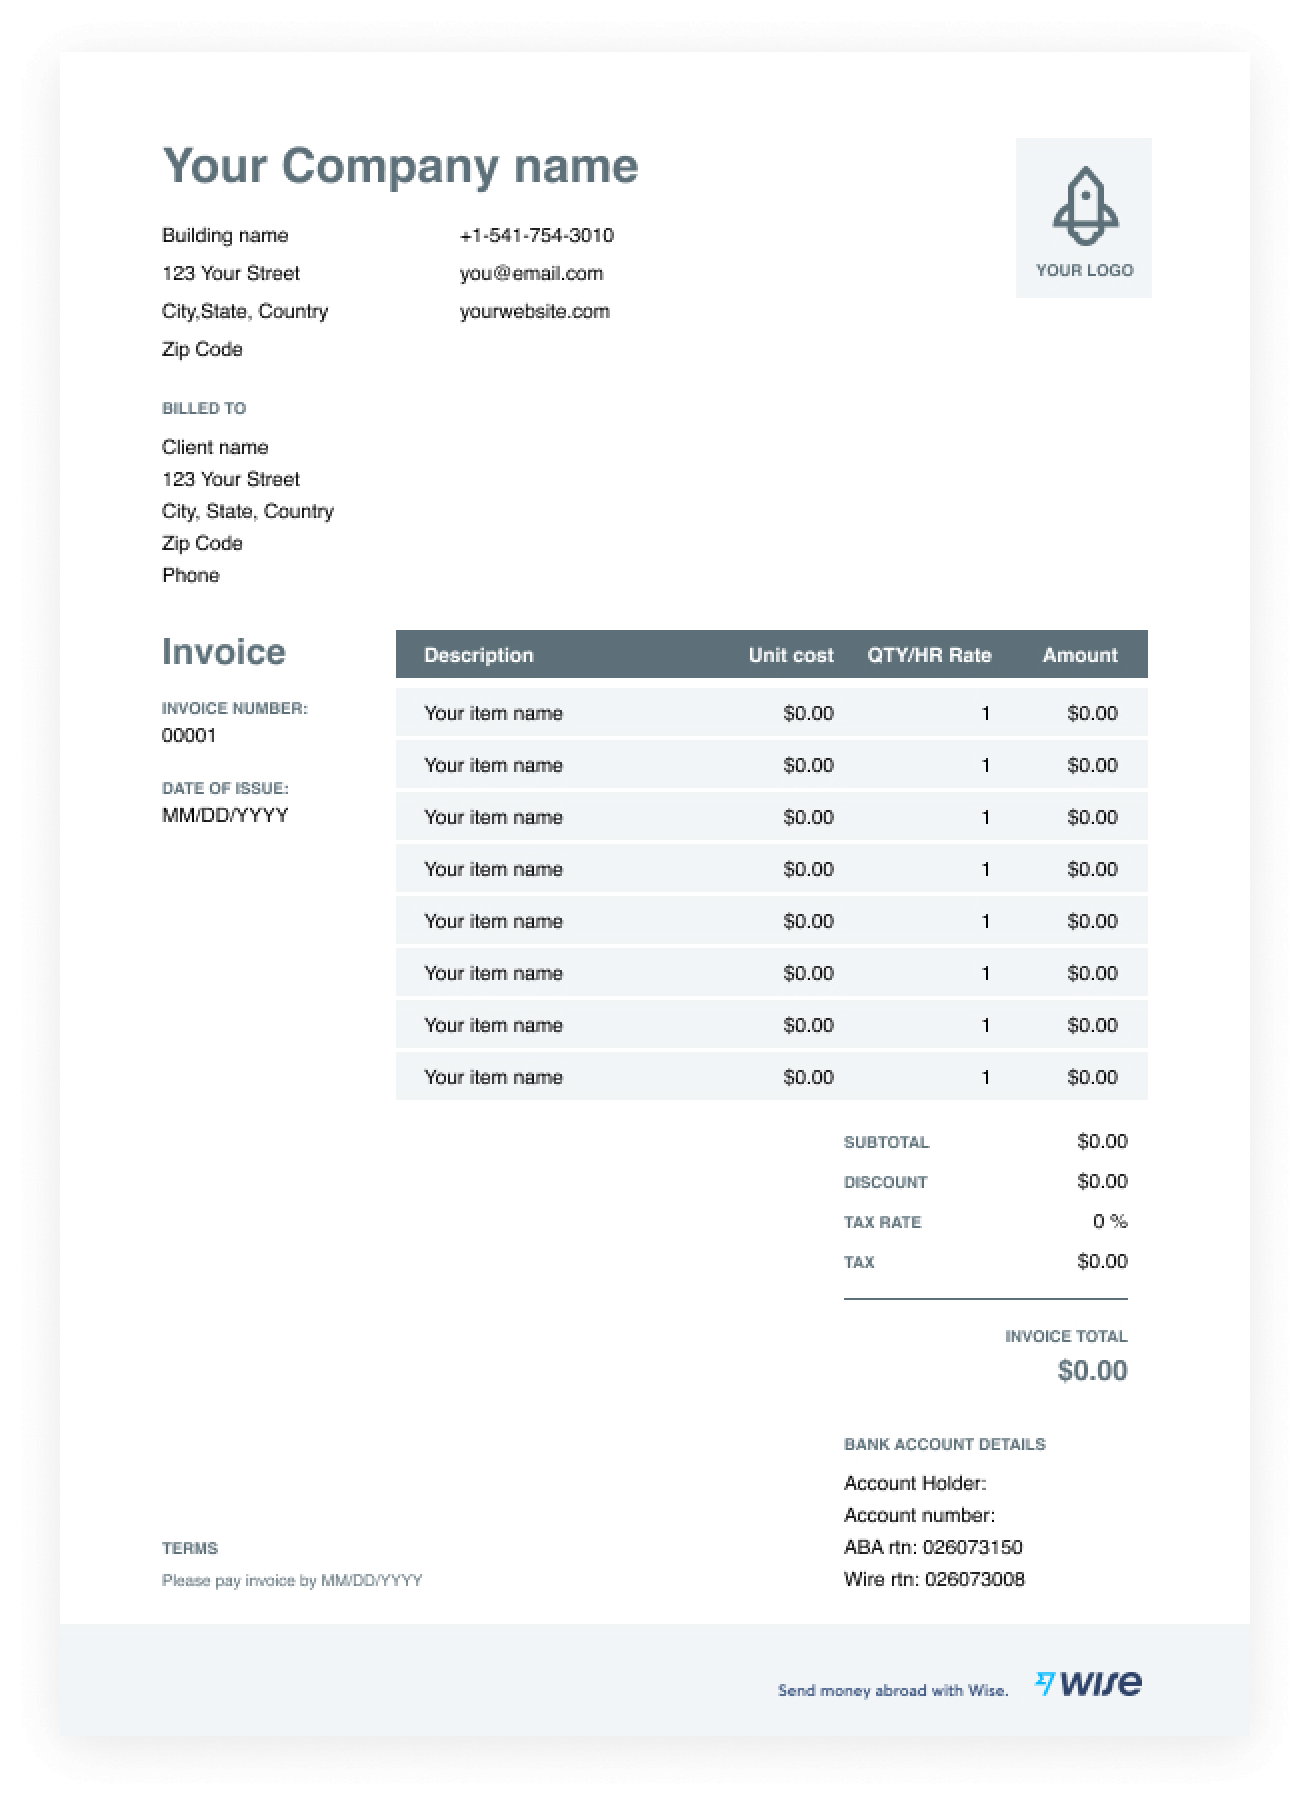 Your Company name
YOUR LOGO
Building name +1-541-754-3010
123 Your Street you@email.com
City,State, Country yourwebsite.com
Zip Code
BILLED TO
Client name
123 Your Street
City, State, Country
Zip Code
Phone
Invoice
INVOICE NUMBER:
00001
DATE OF ISSUE:
MM/DD/YYYY
Description Unit cost QTY/HR Rate Amount
Your item name $0.00 1 $0.00
Your item name $0.00 1 $0.00
Your item name $0.00 1 $0.00
Your item name $0.00 1 $0.00
Your item name $0.00 1 $0.00
Your item name $0.00 1 $0.00
Your item name $0.00 1 $0.00
Your item name $0.00 1 $0.00
SUBTOTAL $0.00
DISCOUNT $0.00
TAX RATE 0 %
TAX $0.00
INVOICE TOTAL
$0.00
BANK ACCOUNT DETAILS
Account Holder:
Account number:
ABA rtn: 026073150
Wire rtn: 026073008
TERMS
Please pay invoice by MM/DD/YYYY
Send money abroad with Wise. wise